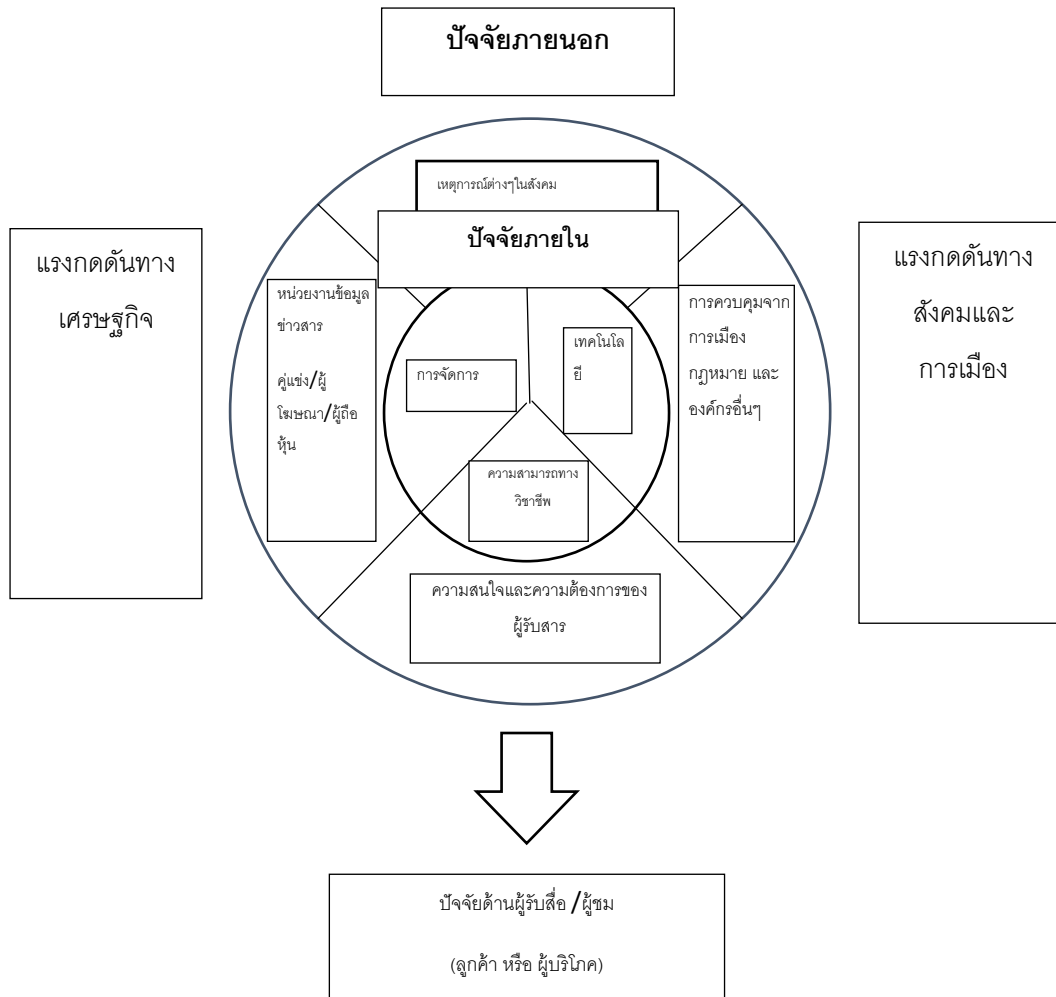 ปัจจัยภายนอก
เหตุการณ์ต่างๆในสังคม
ปัจจัยภายใน
แรงกดดันทาง
เศรษฐกิจ
หน่วยงานข้อมูล
ข่าวสาร
คู่แข่ง/ผู้
โฆษณา/ผู้ถือ
หุ้น
การจัดการ
เทคโนโล
ยี
ความสามารถทาง
วิชาชีพ
การควบคุมจาก
การเมือง
กฎหมาย และ
องค์กรอื่นๆ
แรงกดดันทาง
สังคมและ
การเมือง
ความสนใจและความต้องการของ
ผู้รับสาร
ปัจจัยด้านผู้รับสื่อ /ผู้ชม
(ลูกค้า หรือ ผู้บริโภค)